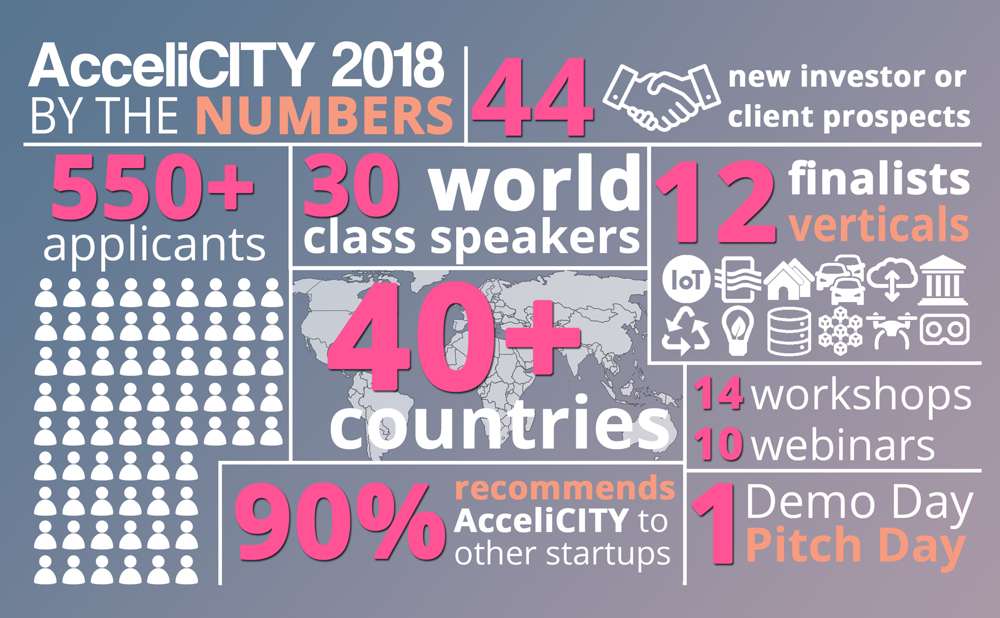 AcceliCITY 2018
BY THE NUMBERS
44
new investor or
client prospects
550+
applicants
30 world
class speakers
12
finalists
verticals
IoT
40+
countries
14 workshops
10 webinars
90%
recommends
AcceliCITY to
other startups
1
Demo Day
Pitch Day